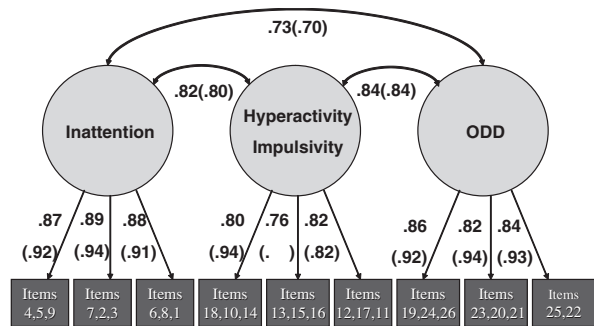 .73(.70)
.82(.80) .84(.84)
Inattention
Hyperactivity
Impulsivity
ODD
.87 .89 .88
(.92) (.94) (.91)
.80 .76 .82
(.94) (. ) (.82)
.86 .82 .84
(.92) (.94) (.93)
Items
4,5,9
Items
7,2,3
Items
6,8,1
Items
18,10,14
Items
13,15,16
Items
12,17,11
Items
19,24,26
Items
23,20,21
Items
25,22